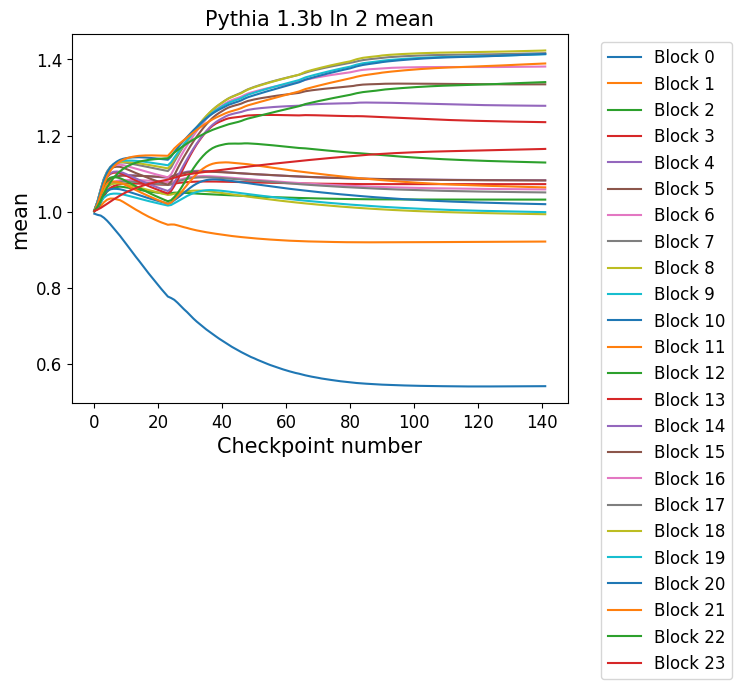 Pythia 1.3b ln 2 mean
mean
1.4
1.2
1.0
0.8
0.6
0
20
40
60
80
100
120
140
Checkpoint number
Block 0
Block 1
Block 2
Block 3
Block 4
Block 5
Block 6
Block 7
Block 8
Block 9
Block 10
Block 11
Block 12
Block 13
Block 14
Block 15
Block 16
Block 17
Block 18
Block 19
Block 20
Block 21
Block 22
Block 23